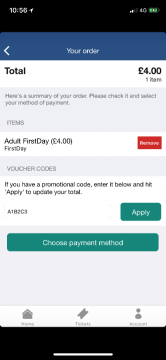 10:56
4G
Your order
Total £4.00
1 item
Here's a summary of your order. Please check it and select
your method of payment.
ITEMS
Adult FirstDay (£4.00) Remove
FirstDay
VOUCHER CODES
If you have a promotional code, enter it below and hit
'Apply' to update your total.
A1B2C3 Apply
Choose payment method
Home Tickets Account